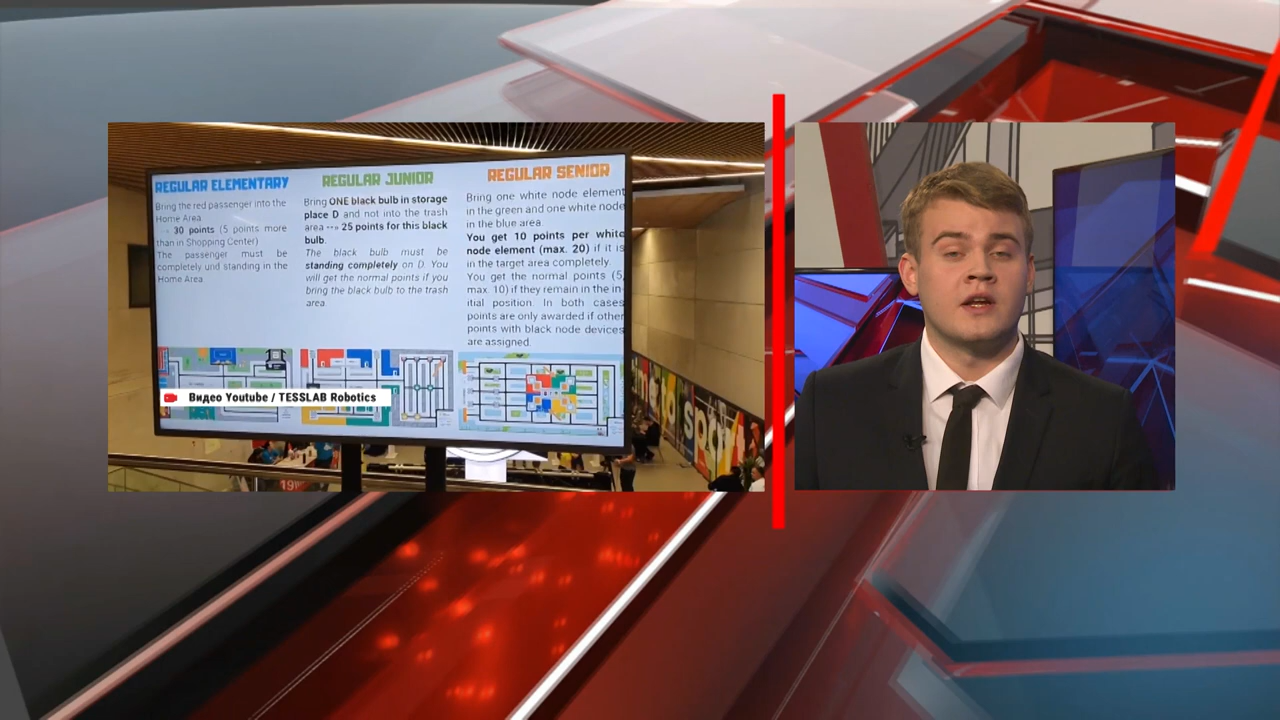 REGULAR ELEMENTARY
Bring the red passenger into the
Home Area
30 points (5 points more
than in Shopping Center)
The passenger must be
completely und standing in the
Home Area
REGULAR JUNIOR
Bring ONE black bulb in storage
place D and not into the trash
area --> 25 points for this black
bulb.
The black bulb must be
standing completely on D You
will get the normal points if you
bring the black bulb to the trash
area.
REGULAR SENIOR
Bring one white node element
in the green and one white node
in the blue area.
You get 10 points per white
node element (max. 20) if it is
in the target area completely.
You get the normal points (5,
max 10) if they remain in the in-
itial position. In both cases
points are only awarded if other
points with black node devices
are assigned.
Видео Youtube / TESSLAB Robotics